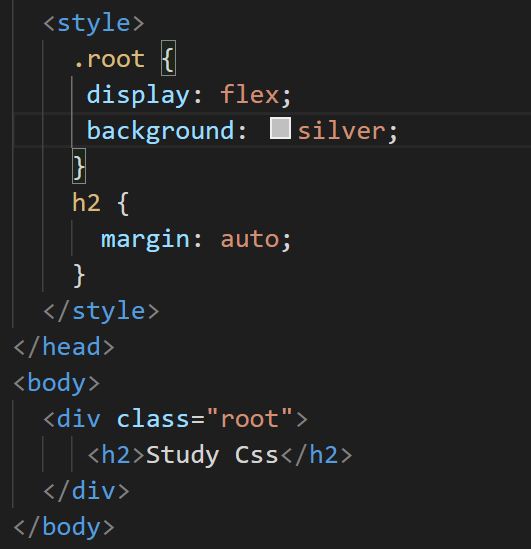 <style>
.root {
display: flex;
background: silver;
}
h2 {
margin: auto;
}
</style>
</head>
<body>
<div class="root">
<h2>Study Css</h2>
</div>
</body>